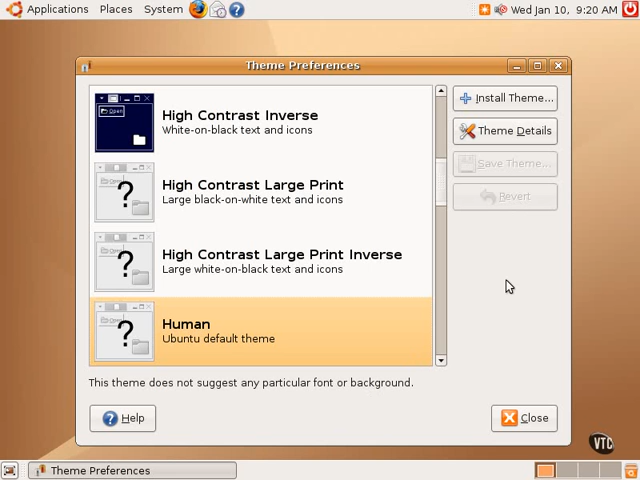 Applications Places System Wed Jan 10, 9:20 AM
Theme Preferences
High Contrast Inverse
White-on-black text and icons
High Contrast Large Print
Large black-on-white text and icons
High Contrast Large Print Inverse
Large white-on-black text and icons
Human
Ubuntu default theme
Install Theme...
Theme Details
Save Theme...
Revert
This theme does not suggest any particular font or background.
Help
Close
VTC
Theme Preferences